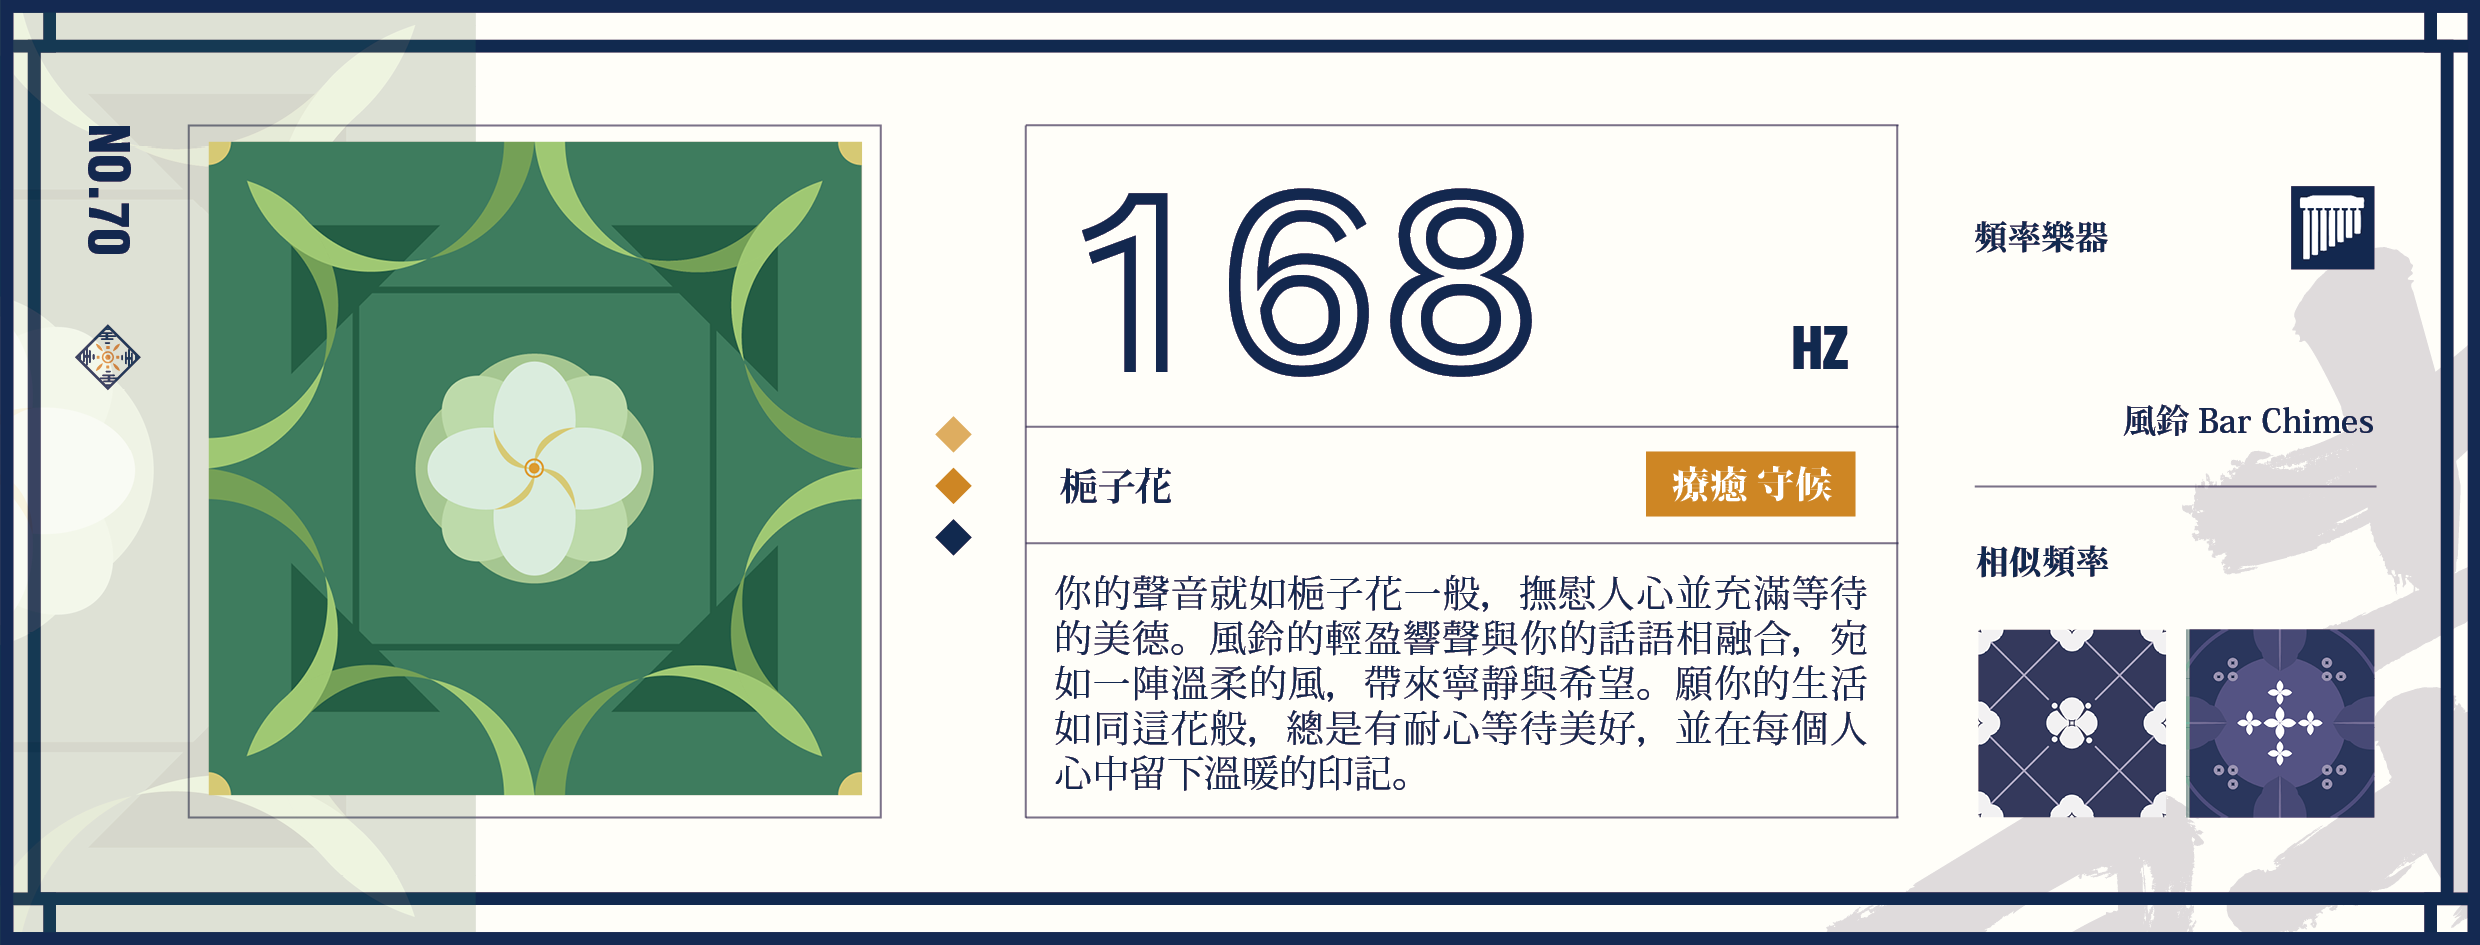 NO.70
168
HZ
梔子花
療癒 守候
你的聲音就如梔子花一般，撫慰人心並充滿等待
的美德。風鈴的輕盈響聲與你的話語相融合，宛
如一陣溫柔的風，帶來寧靜與希望。願你的生活
如同這花般，總是有耐心等待美好，並在每個人
心中留下溫暖的印記。
頻率樂器
風鈴 Bar Chimes
相似頻率